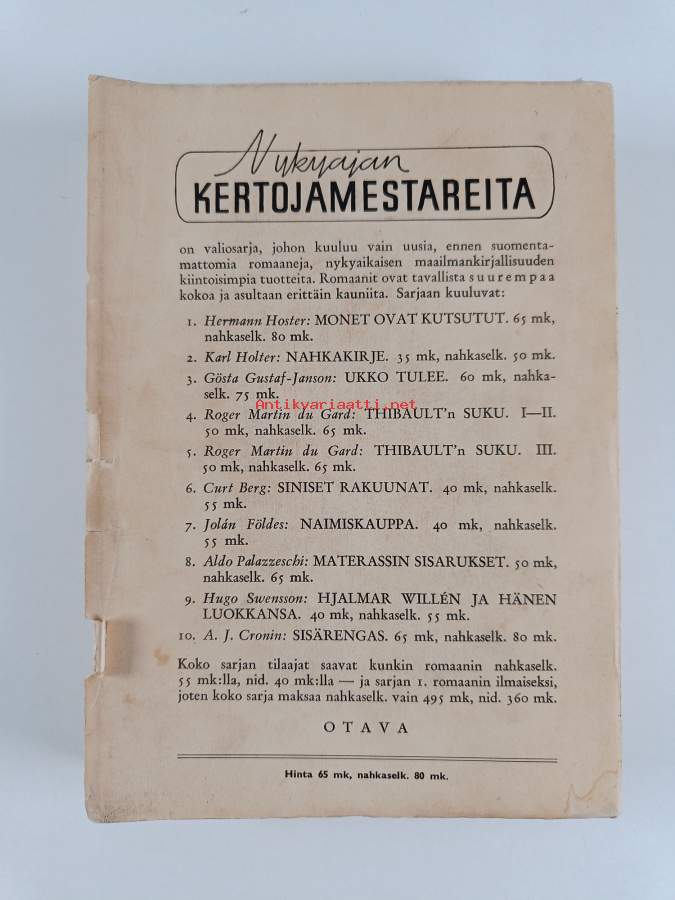 Nykyajan
KERTOJAMESTAREITA
on valiosarja, johon kuuluu vain uusia, ennen suomenta-
mattomia romaaneja, nykyaikaisen maailmankirjallisuuden
kiintoisimpia tuotteita. Romaanit ovat tavallista suurempaa
kokoa ja asultaan erittäin kauniita. Sarjaan kuuluvat:
1. Hermann Hoster: MONET OVAT KUTSUTUT. 65 mk,
nahkaselk. 80 mk.
2. Karl Holter: NAHKAKIRJE. 35 mk, nahkaselk. 50 mk.
3. Gösta Gustaf-Janson: UKKO TULEE. 60 mk, nahka-
selk. 75 mk.
Antikyariaatti.net
4. Roger Martin du Gard: THIBAULT'n SUKU. I—II.
50 mk, nahkaselk. 65 mk.
5. Roger Martin du Gard: THIBAULT'n SUKU. III.
50 mk, nahkaselk. 65 mk.
6. Curt Berg: SINISET RAKUUNAT. 40 mk, nahkaselk.
55 mk.
7. Jolán Földes: NAIMISKAUPPA. 40 mk, nahkaselk.
55 mk.
8. Aldo Palazzeschi: MATERASSIN SISARUKSET. 50 mk,
nahkaselk. 65 mk.
9. Hugo Swensson: HJALMAR WILLÉN JA HÄNEN
LUOKKANSA. 40 mk, nahkaselk. 55 mk.
10. A. J. Cronin: SISÄRENGAS. 65 mk, nahkaselk. 80 mk.
Koko sarjan tilaajat saavat kunkin romaanin nahkaselk.
55 mk:lla, nid. 40 mk:lla — ja sarjan 1. romaanin ilmaiseksi,
joten koko sarja maksaa nahkaselk. vain 495 mk, nid. 360 mk.
OTAVA
Hinta 65 mk, nahkaselk. 80 mk.